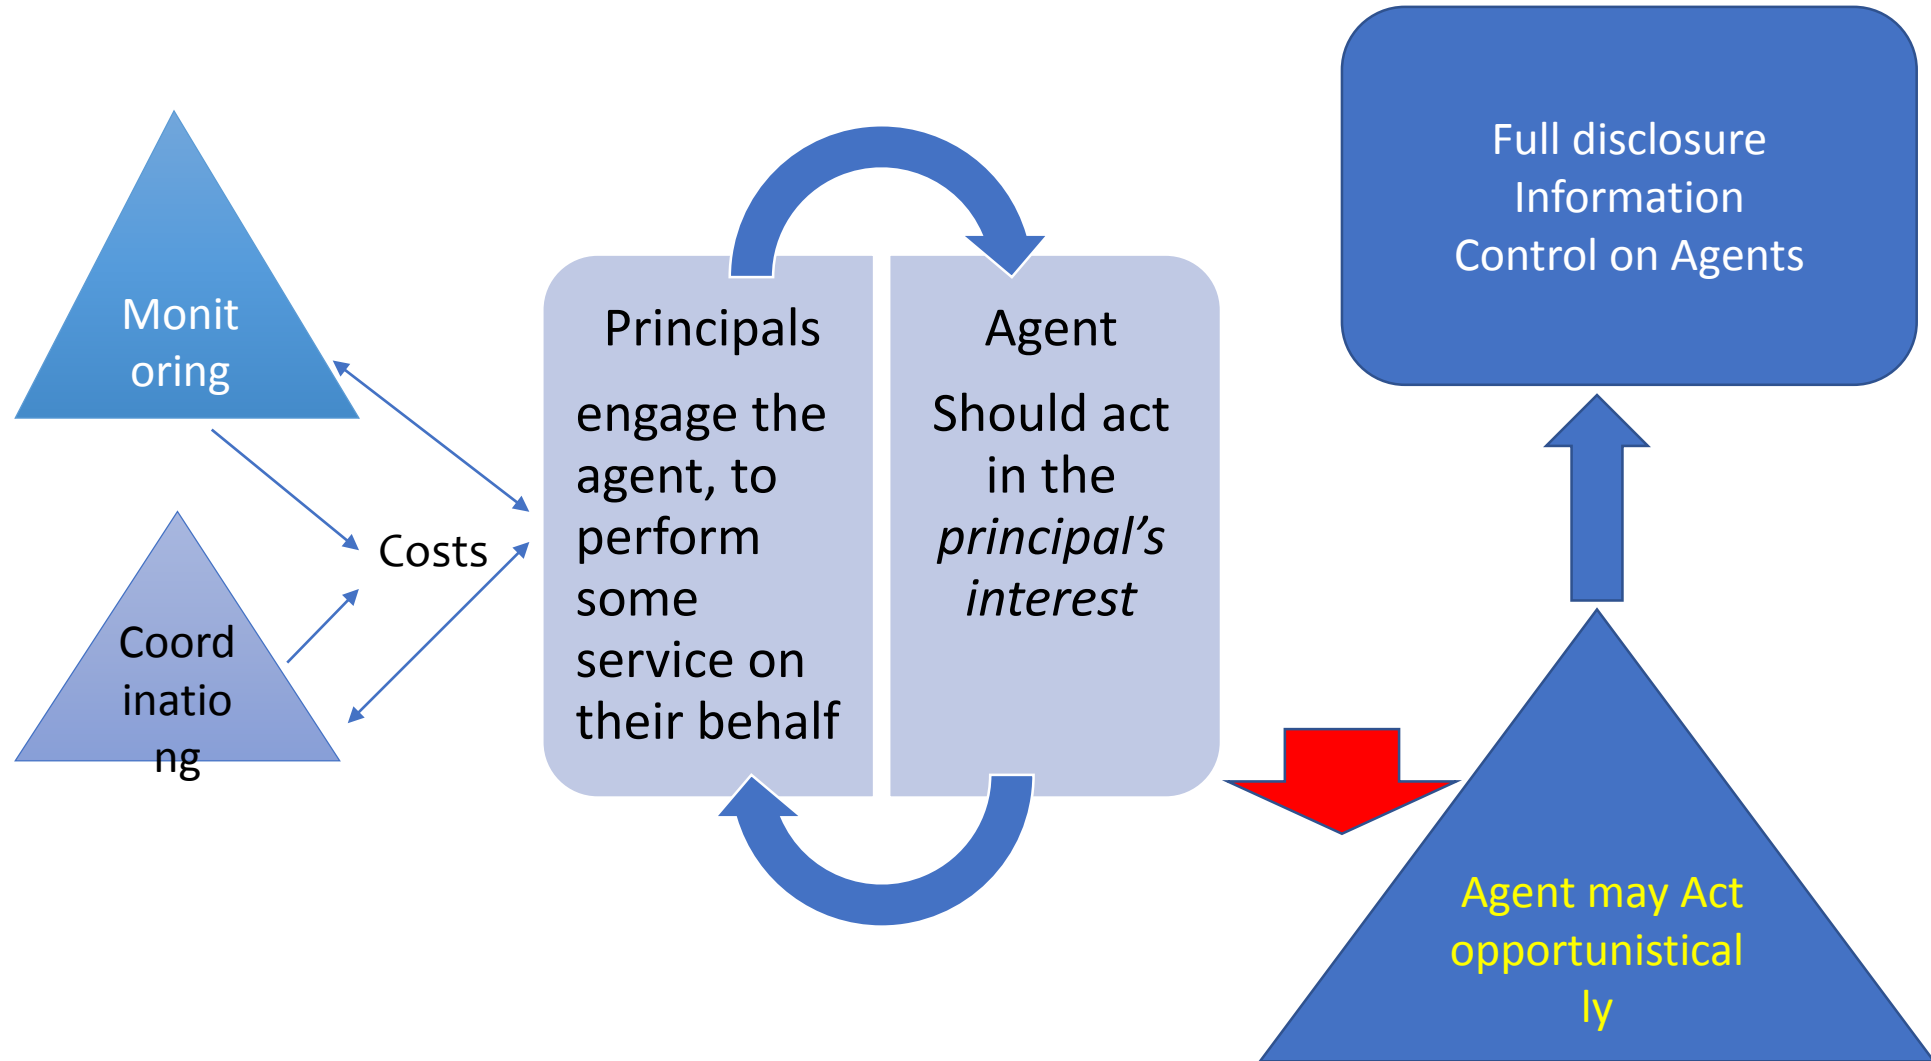 Monit
oring
Coord
inatio
ng
Costs
Principals
engage the
agent, to
perform
some
service on
their behalf
Agent
Should act
in the
principal’s
interest
Full disclosure
Information
Control on Agents
Agent may Act
opportunistical
ly